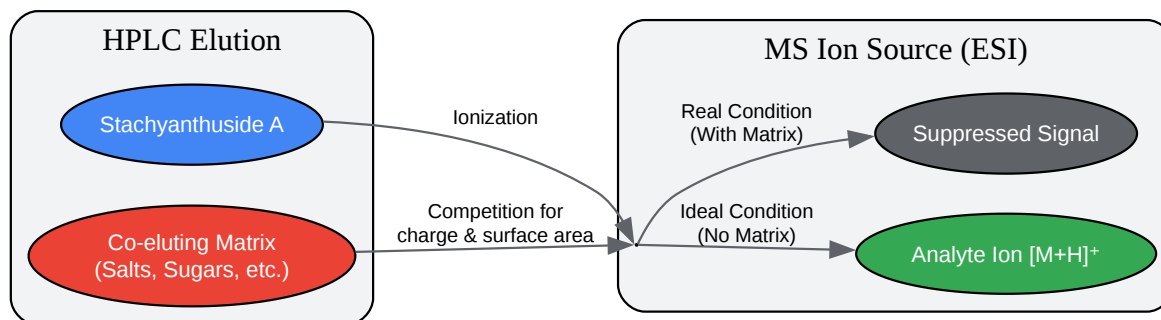 HPLC Elution
Stachyanthuside A
Co-eluting Matrix
(Salts, Sugars, etc.)
Ionization
Competition for
charge & surface area
MS Ion Source (ESI)
Real Condition
(With Matrix)
Suppressed Signal
Ideal Condition
(No Matrix)
Analyte Ion [M+H]⁺